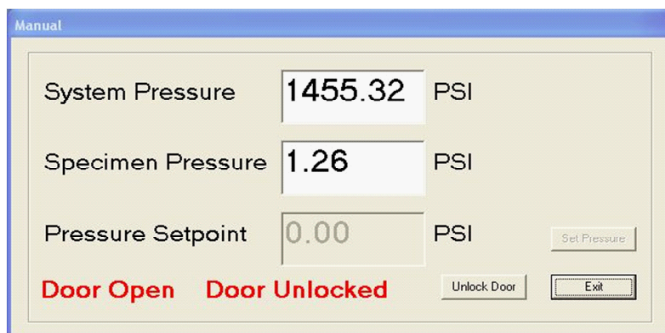 Manual
System Pressure 1455.32 PSI
Specimen Pressure 1.26 PSI
Pressure Setpoint 0.00 PSI Set Pressure
Door Open Door Unlocked Unlock Door Exit